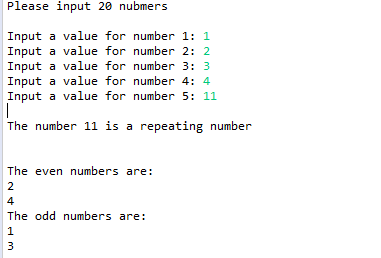 Please input 20 nubmers
Input a value for number 1: 1
Input a value for number 2: 2
Input a value for number 3: 3
Input a value for number 4: 4
Input a value for number 5: 11
The number 11 is a repeating number
The even numbers are:
2
4
The odd numbers are:
1
3